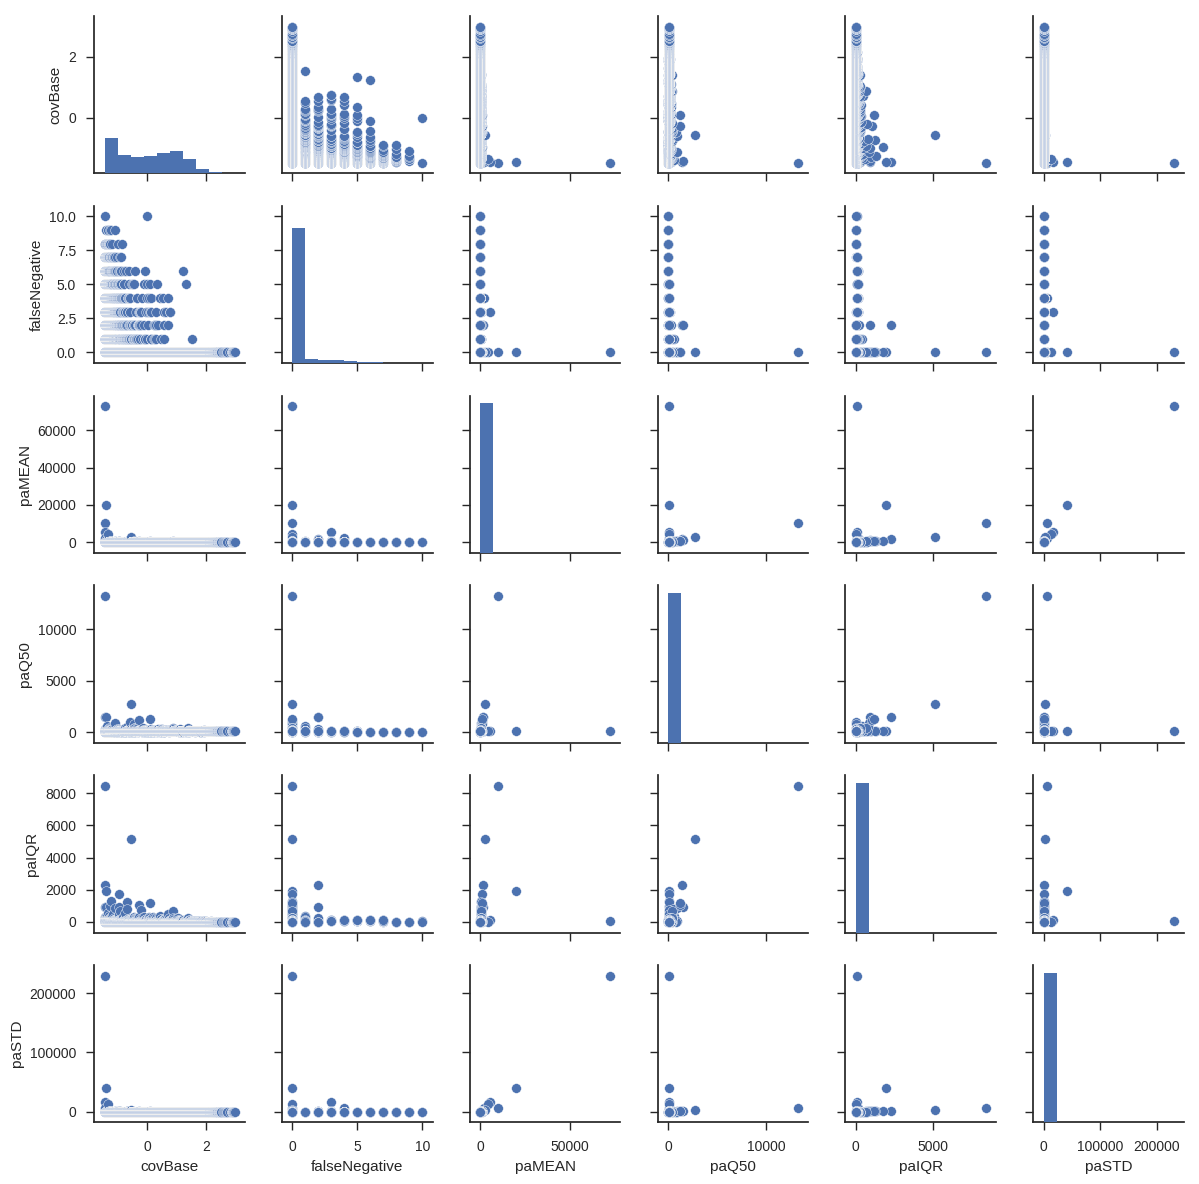 2
0
covBase
10.0
7.5
5.0
2.5
0.0
falseNegative
60000
40000
20000
0
paMEAN
10000
5000
0
paQ50
8000
6000
4000
2000
0
paIQR
200000
100000
0
paSTD
0 2
0 5 10
0 50000
0 10000
0 5000
0 100000 200000
covBase falseNegative paMEAN paQ50 paIQR paSTD